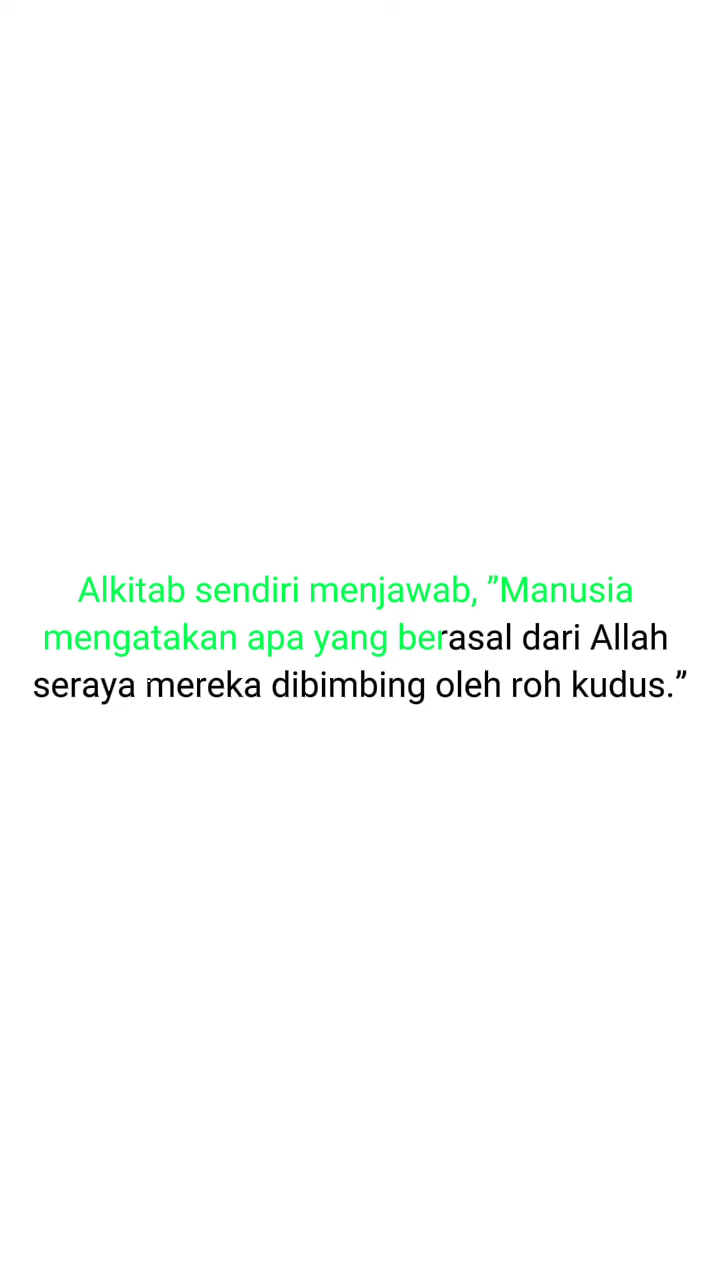 Alkitab sendiri menjawab, ”Manusia
mengatakan apa yang berasal dari Allah
seraya mereka dibimbing oleh roh kudus.”